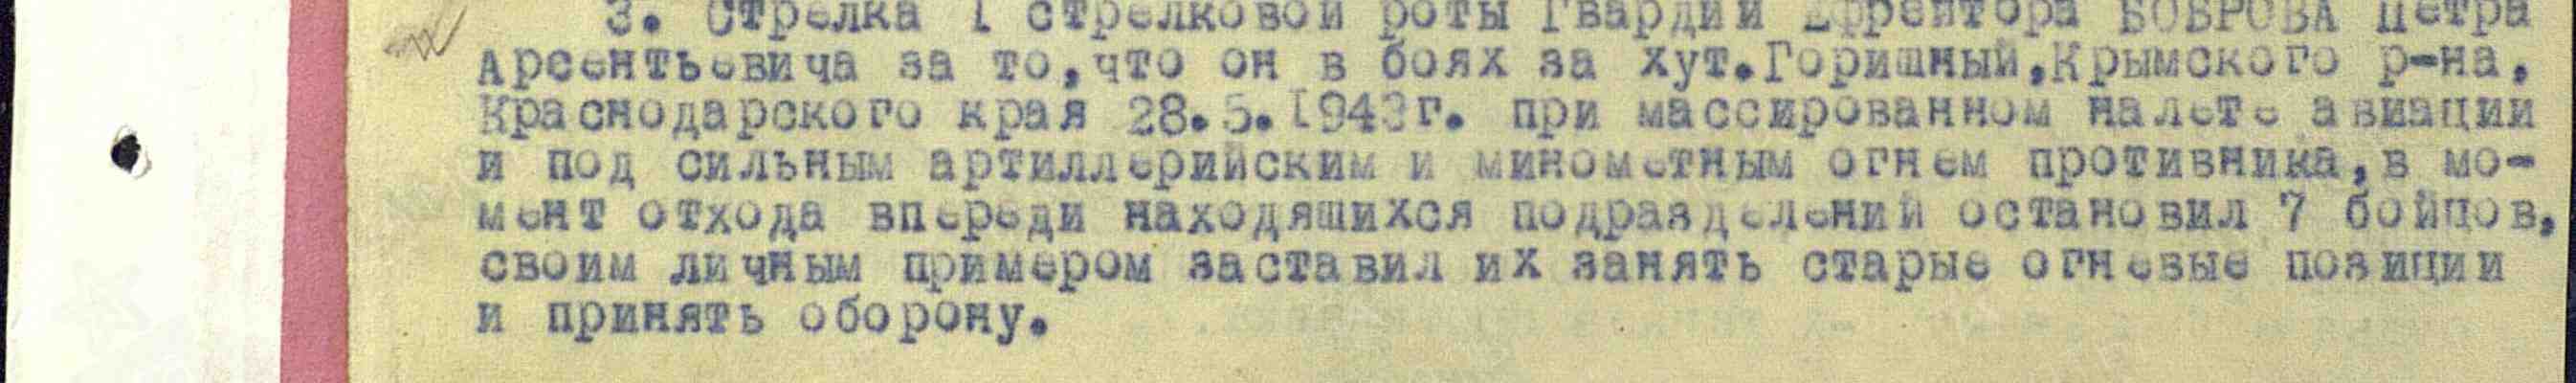 3. Стрелка 1 стрелковой роты Гвардии Ефрейтора БОБРОВА Петра
Арсентьевича за то,что он в боях за хут.Горишный,Крымского р-на,
Краснодарского края 28.5.1943г. при массированном налете авиации
и под сильным артиллерийским и минометным огнем противника,в мо-
мент отхода впереди находящихся подразделений остановил 7 бойцов,
своим личным примером заставил их занять старые огневые позиции
и принять оборону.